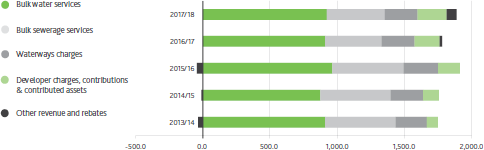 Bulk water services
Bulk sewerage services
Waterways charges
Developer charges, contributions
& contributed assets
Other revenue and rebates
2017/18
2016/17
2015/16
2014/15
2013/14
-500.0 0.0 500.0 1,000.0 1,500.0 2,000.0